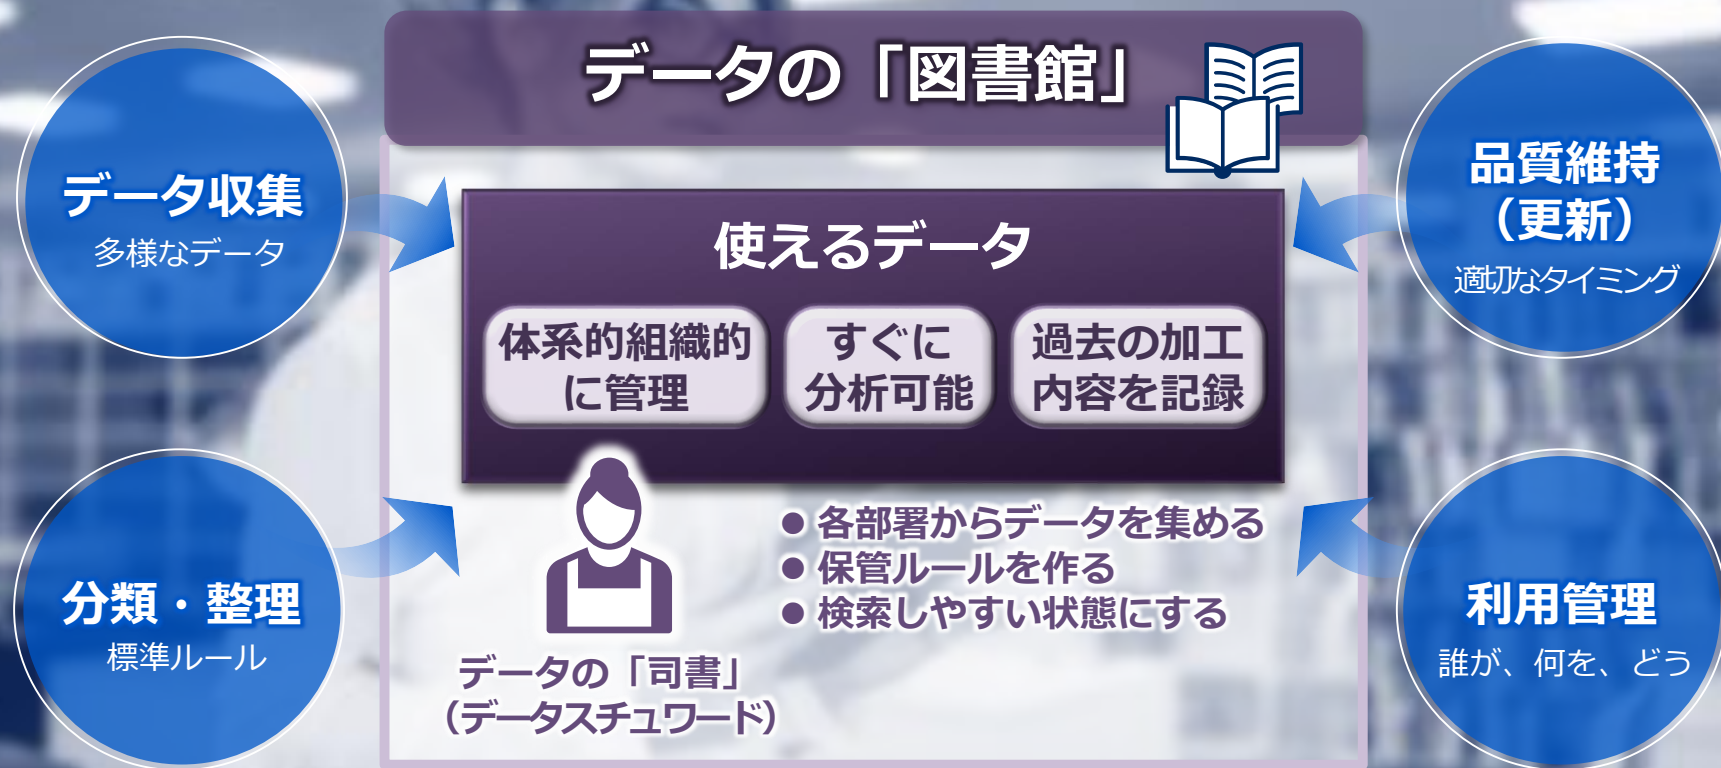 データの「図書館」
データ収集
多様なデータ
分類・整理
標準ルール
使えるデータ
体系的組織的
に管理
すぐに
分析可能
過去の加工
内容を記録
データの「司書」
（データスチュワード）
● 各部署からデータを集める
● 保管ルールを作る
● 検索しやすい状態にする
品質維持
（更新）
適切なタイミング
利用管理
誰が、何を、どう